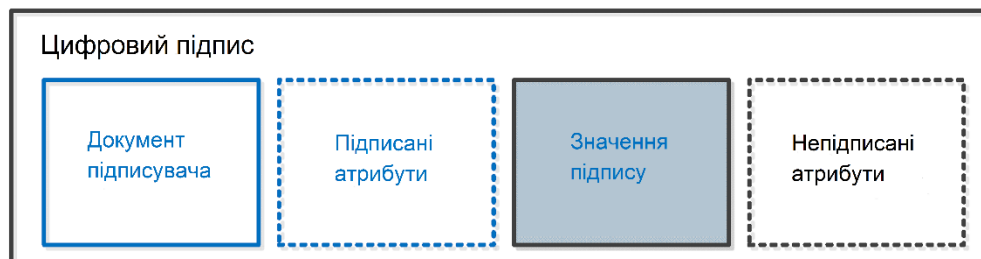 Цифровий підпис
Документ
підписувача
Підписані
атрибути
Значення
підпису
Непідписані
атрибути